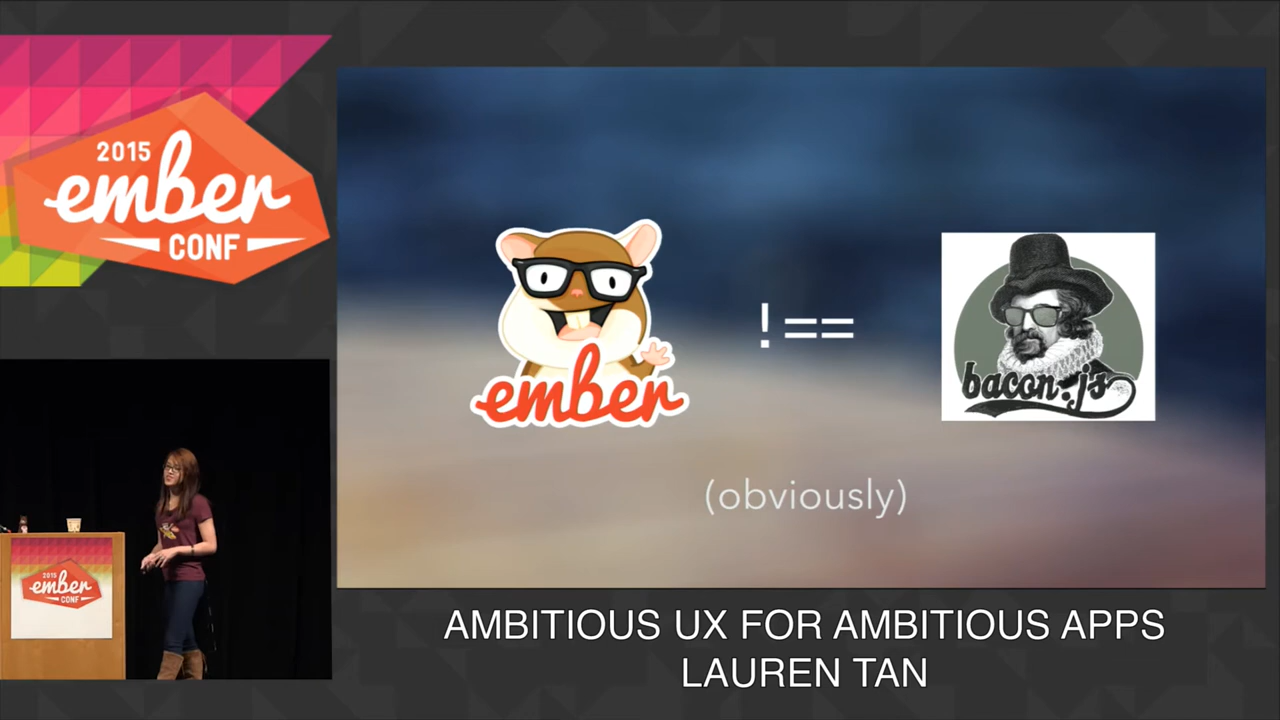 2015
ember
CONF
ember
!==
bacon.js
(obviously)
2015
ember
CONF
AMBITIOUS UX FOR AMBITIOUS APPS
LAUREN TAN